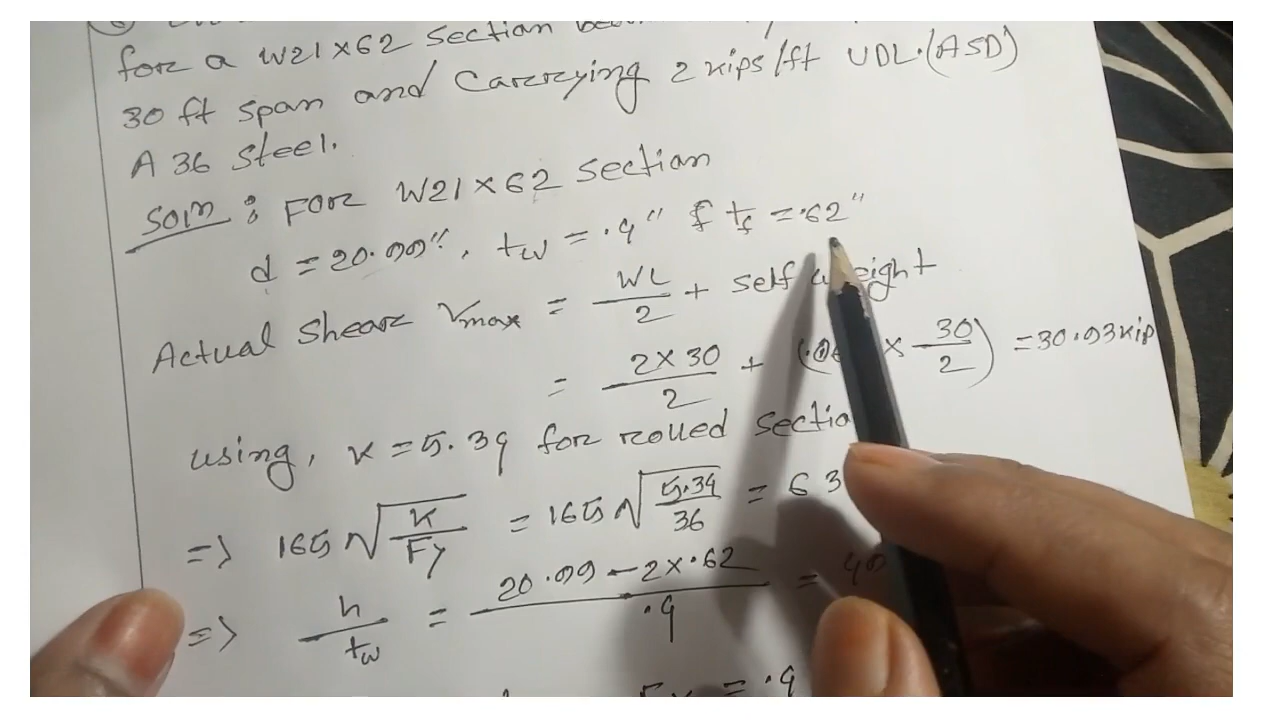 for a W21×62 section
30 ft span and Carrying 2 kips/ft UDL.(ASD)
A 36 Steel.
Soln : For W21×62 section
d = 20.99", tw = .4" & tf = .62"
Actual Shear Vmax = WL/2 + self weight
= 2×30/2 + ( × 30/2) = 30.93 kip
using, K = 5.34 for rolled sectio
=> 165 √(K/Fy) = 165 √(5.34/36) = 63
=> h/tw = (20.99 − 2×.62)/.4 = 49
= .4